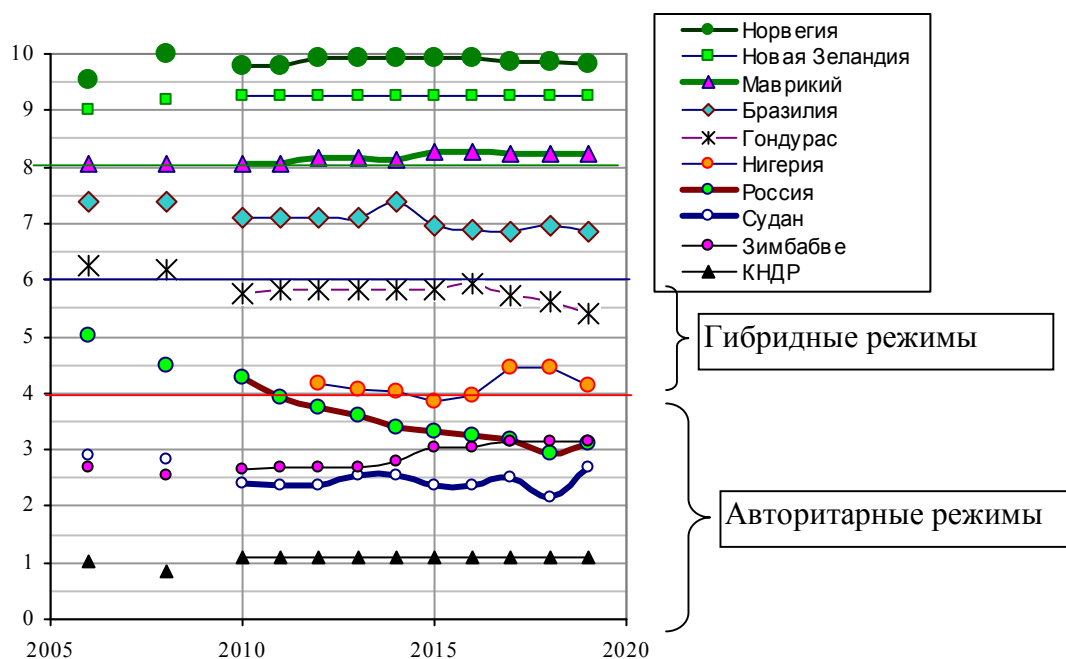 10
9
8
7
6
5
4
3
2
1
0
2005 2010 2015 2020
Норвегия
Новая Зеландия
Маврикий
Бразилия
Гондурас
Нигерия
Россия
Судан
Зимбабве
КНДР
Гибридные режимы
Авторитарные режимы